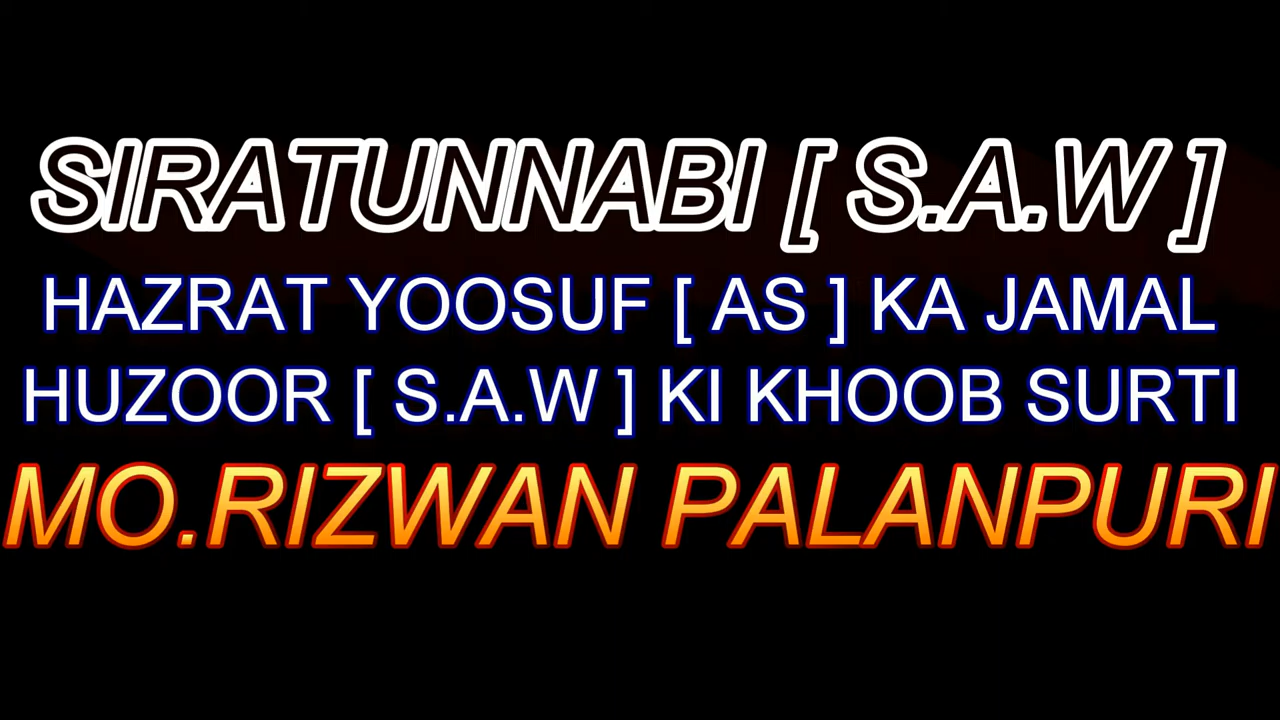 SIRATUNNABI [ S.A.W ]
HAZRAT YOOSUF [ AS ] KA JAMAL
HUZOOR [ S.A.W ] KI KHOOB SURTI
MO.RIZWAN PALANPURI